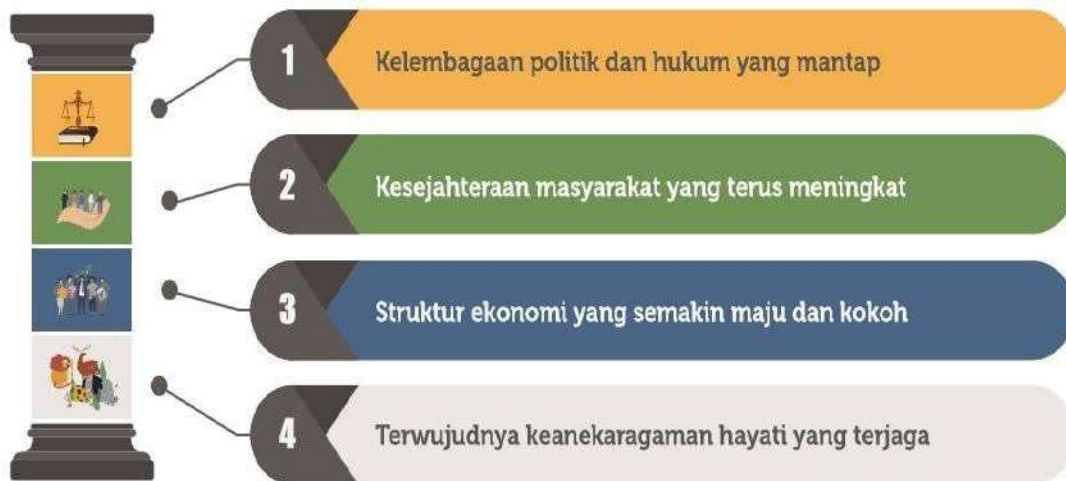 1
Kelembagaan politik dan hukum yang mantap
2
Kesejahteraan masyarakat yang terus meningkat
3
Struktur ekonomi yang semakin maju dan kokoh
4
Terwujudnya keanekaragaman hayati yang terjaga